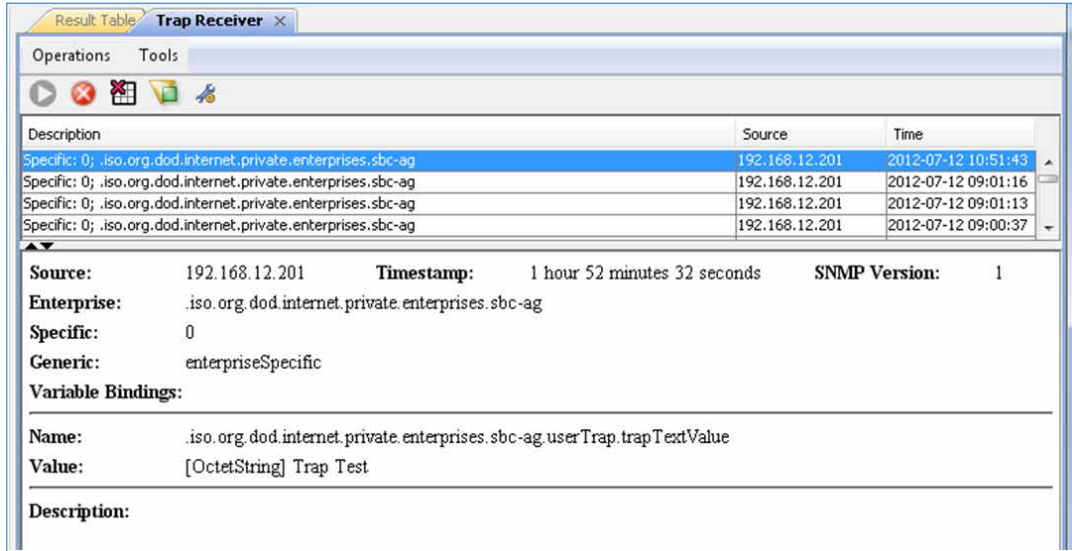 Result Table Trap Receiver
Operations Tools
Description Source Time
Specific: 0; .iso.org.dod.internet.private.enterprises.sbc-ag 192.168.12.201 2012-07-12 10:51:43
Specific: 0; .iso.org.dod.internet.private.enterprises.sbc-ag 192.168.12.201 2012-07-12 09:01:16
Specific: 0; .iso.org.dod.internet.private.enterprises.sbc-ag 192.168.12.201 2012-07-12 09:01:13
Specific: 0; .iso.org.dod.internet.private.enterprises.sbc-ag 192.168.12.201 2012-07-12 09:00:37
Source: 192.168.12.201 Timestamp: 1 hour 52 minutes 32 seconds SNMP Version: 1
Enterprise: .iso.org.dod.internet.private.enterprises.sbc-ag
Specific: 0
Generic: enterpriseSpecific
Variable Bindings:
Name: .iso.org.dod.internet.private.enterprises.sbc-ag.userTrap.trapTextValue
Value: [OctetString] Trap Test
Description: